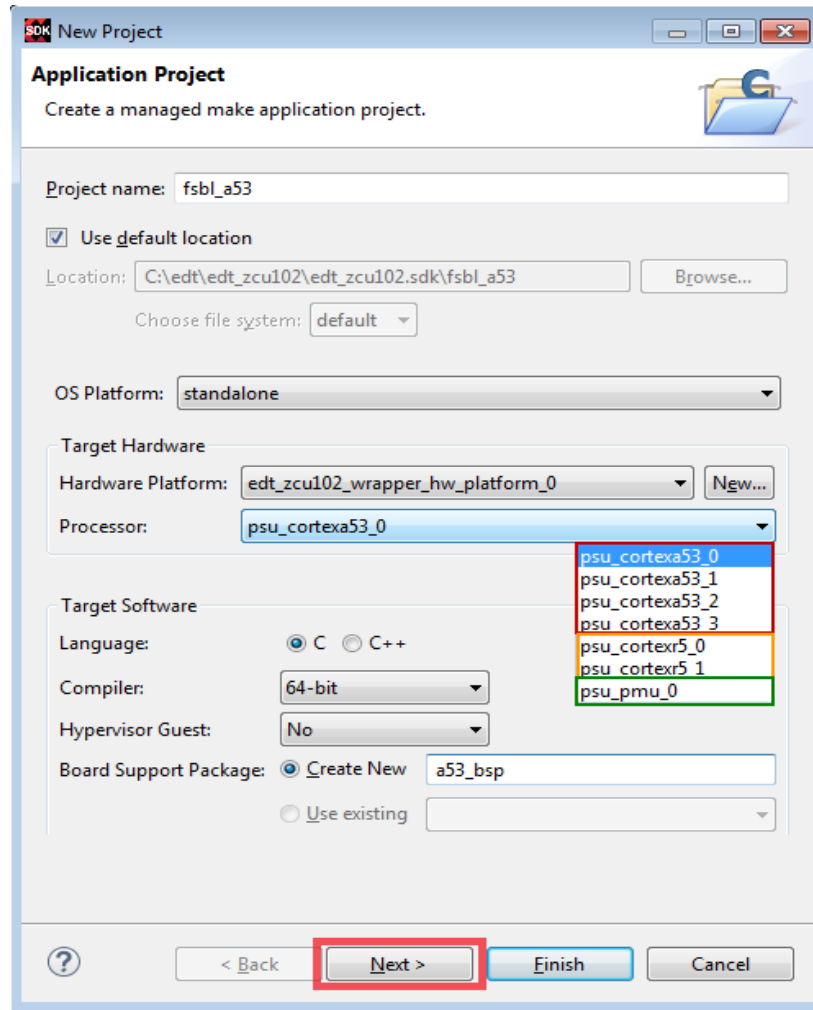 SDK New Project
Application Project
Create a managed make application project.
Project name: fsbl_a53
Use default location
Location: C:\edt\edt_zcu102\edt_zcu102.sdk\fsbl_a53 Browse...
Choose file system: default
OS Platform: standalone
Target Hardware
Hardware Platform: edt_zcu102_wrapper_hw_platform_0 New...
Processor: psu_cortexa53_0
psu_cortexa53_0
psu_cortexa53_1
psu_cortexa53_2
psu_cortexa53_3
psu_cortexr5_0
psu_cortexr5_1
psu_pmu_0
Target Software
Language: C C++
Compiler: 64-bit
Hypervisor Guest: No
Board Support Package: Create New a53_bsp
Use existing
? < Back Next > Finish Cancel